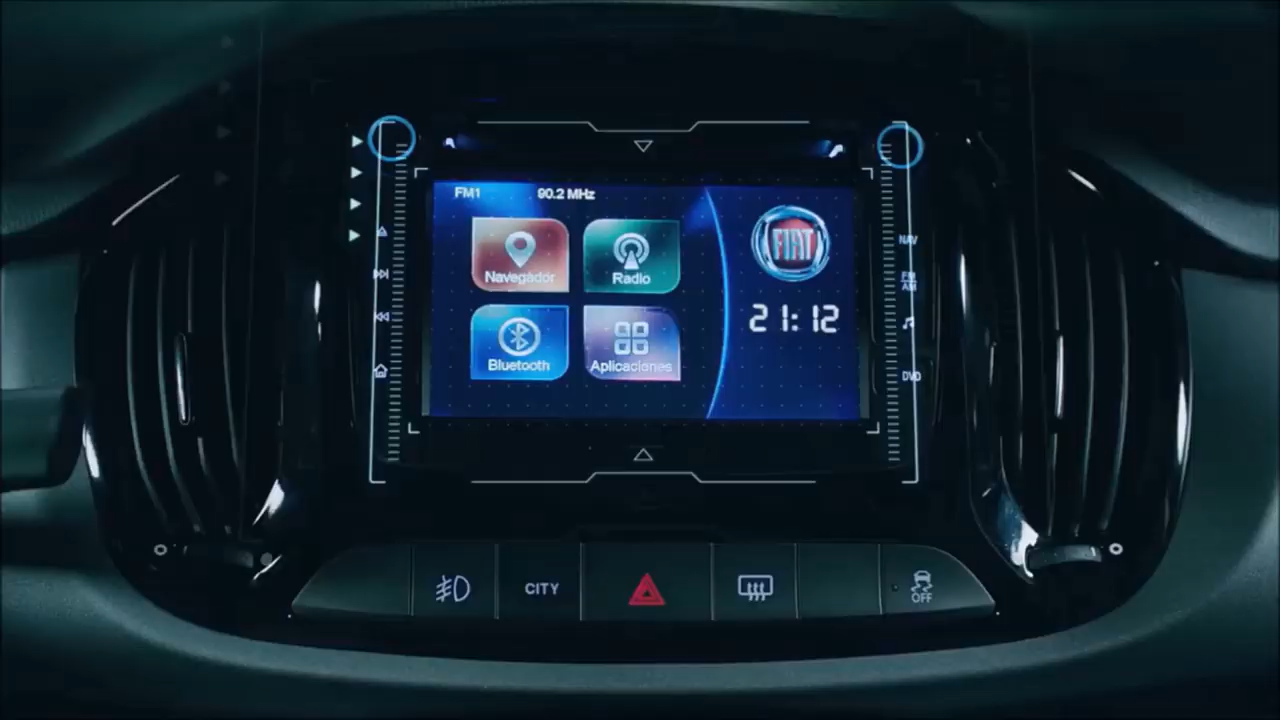 FM1 90.2 MHz
FIAT
Navegador Radio
21:12
Bluetooth Aplicaciones
NAV
FM
AM
DVD
CITY
OFF